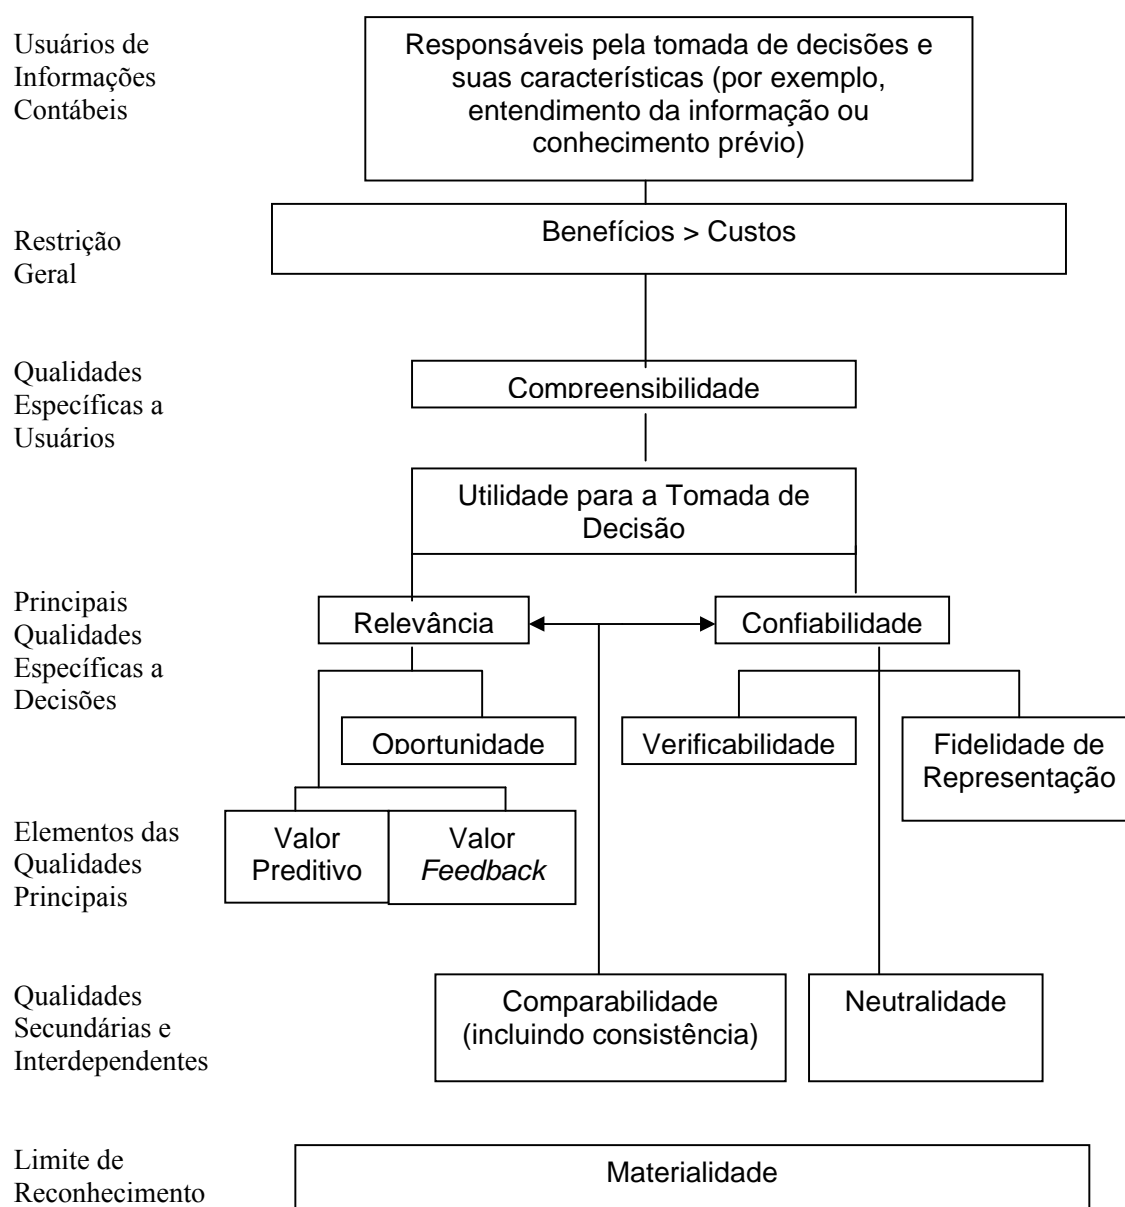 Usuários de
Informações
Contábeis
Responsáveis pela tomada de decisões e
suas características (por exemplo,
entendimento da informação ou
conhecimento prévio)
Restrição
Geral
Benefícios > Custos
Qualidades
Específicas a
Usuários
Compreensibilidade
Utilidade para a Tomada de
Decisão
Principais
Qualidades
Específicas a
Decisões
Relevância
Confiabilidade
Oportunidade
Verificabilidade
Fidelidade de
Representação
Elementos das
Qualidades
Principais
Valor
Preditivo
Valor
Feedback
Qualidades
Secundárias e
Interdependentes
Comparabilidade
(incluindo consistência)
Neutralidade
Limite de
Reconhecimento
Materialidade